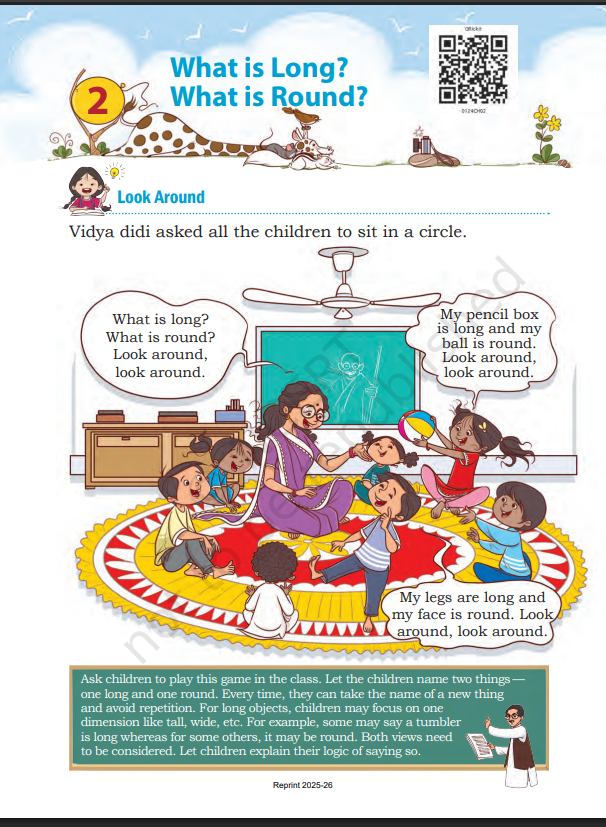 QRickit
0124CH02
What is Long?
What is Round?
2
Look Around
Vidya didi asked all the children to sit in a circle.
What is long?
What is round?
Look around,
look around.
My pencil box
is long and my
ball is round.
Look around,
look around.
My legs are long and
my face is round. Look
around, look around.
Ask children to play this game in the class. Let the children name two things —
one long and one round. Every time, they can take the name of a new thing
and avoid repetition. For long objects, children may focus on one
dimension like tall, wide, etc. For example, some may say a tumbler
is long whereas for some others, it may be round. Both views need
to be considered. Let children explain their logic of saying so.
Reprint 2025-26